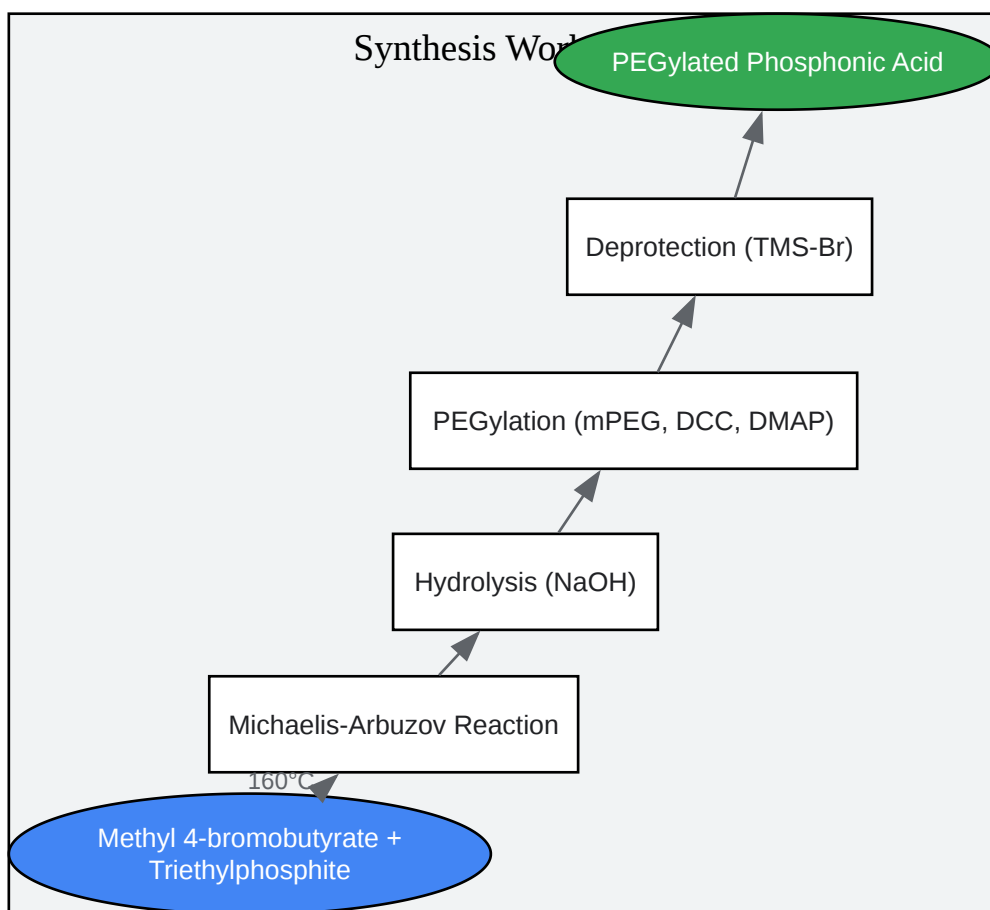 Synthesis
PEGylated Phosphonic Acid
Deprotection (TMS-Br)
PEGylation (mPEG, DCC, DMAP)
Hydrolysis (NaOH)
Michaelis-Arbuzov Reaction
160°C
Methyl 4-bromobutyrate +
Triethylphosphite